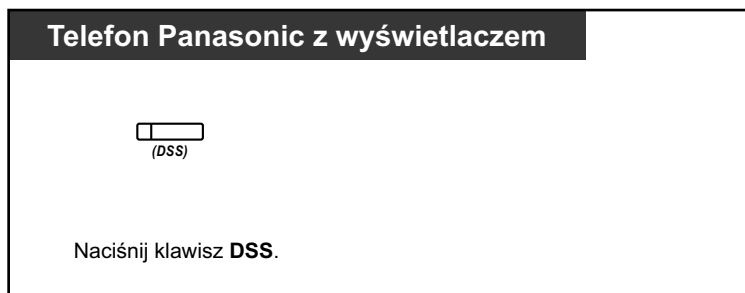 Telefon Panasonic z wyświetlaczem
(DSS)
Naciśnij klawisz DSS.